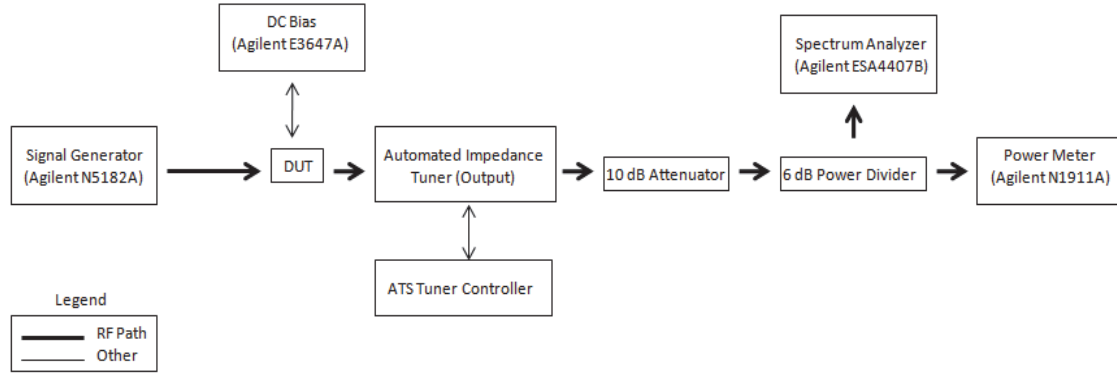 DC Bias
(Agilent E3647A)
Spectrum Analyzer
(Agilent ESA4407B)
Signal Generator
(Agilent N5182A)
DUT
Automated Impedance
Tuner (Output)
10 dB Attenuator
6 dB Power Divider
Power Meter
(Agilent N1911A)
ATS Tuner Controller
Legend
RF Path
Other